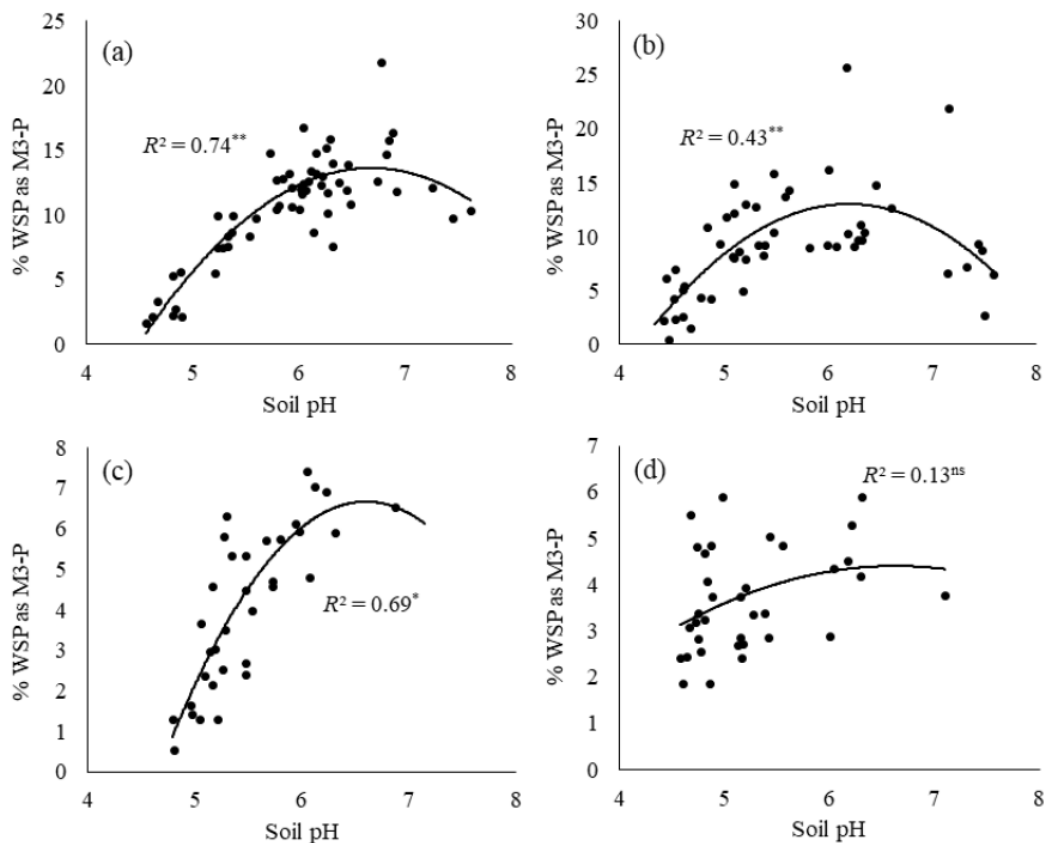 (a)
% WSP as M3-P
25
20
15
10
5
0
R² = 0.74**
4 5 6 7 8
Soil pH
(b)
% WSP as M3-P
30
25
20
15
10
5
0
R² = 0.43**
4 5 6 7 8
Soil pH
(c)
% WSP as M3-P
8
7
6
5
4
3
2
1
0
R² = 0.69*
4 5 6 7 8
Soil pH
(d)
% WSP as M3-P
7
6
5
4
3
2
1
0
R² = 0.13ns
4 5 6 7 8
Soil pH